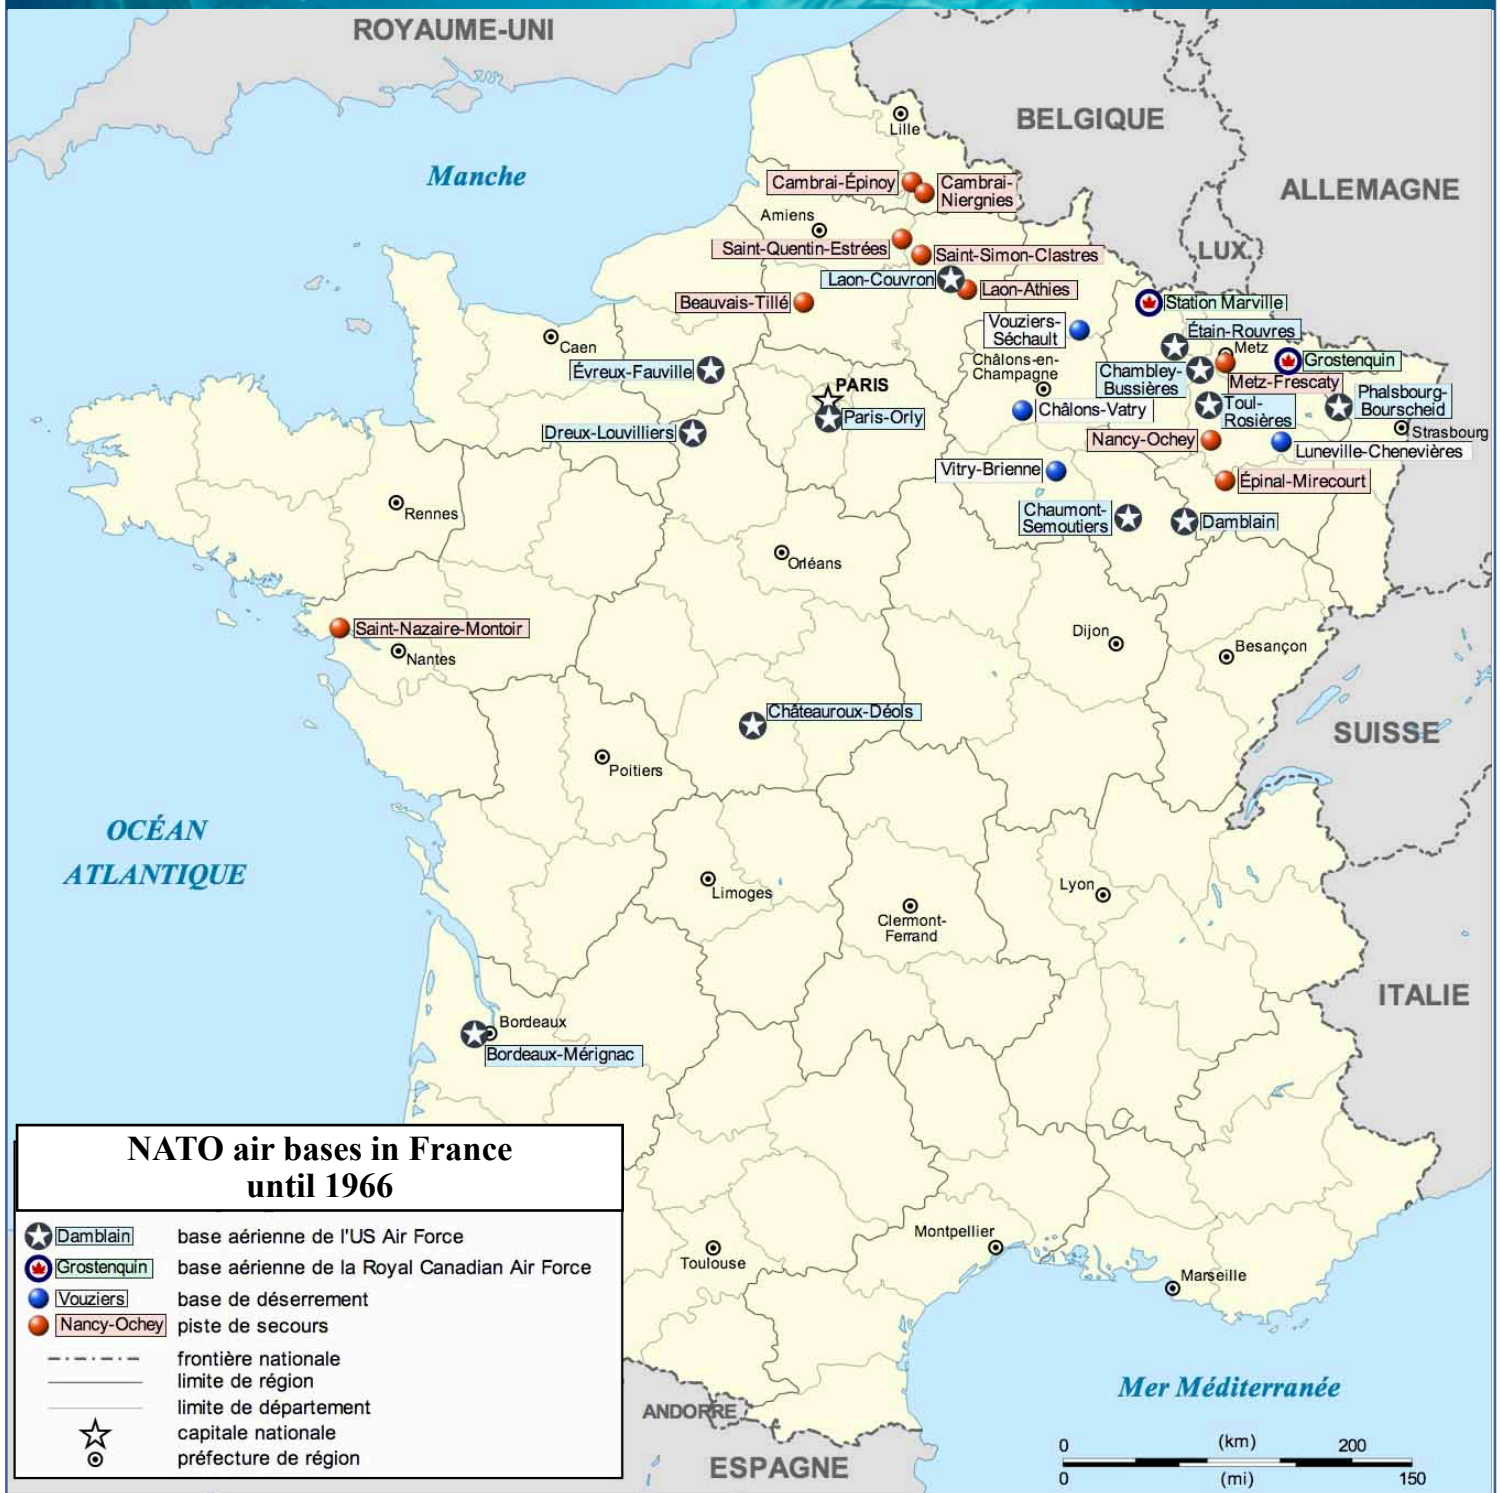 ROYAUME-UNI
BELGIQUE
Lille
Manche
ALLEMAGNE
Cambrai-Épinoy
Cambrai-
Niergnies
Amiens
Saint-Quentin-Estrées
Saint-Simon-Clastres
LUX.
Laon-Couvron
Laon-Athies
Beauvais-Tillé
Station Marville
Vouziers-
Séchault
Étain-Rouvres
Caen
Metz
Châlons-en-
Champagne
Grostenquin
Évreux-Fauville
Chambley-
Bussières
Metz-Frescaty
PARIS
Phalsbourg-
Bourscheid
Toul-
Rosières
Châlons-Vatry
Paris-Orly
Dreux-Louvilliers
Strasbourg
Nancy-Ochey
Luneville-Chenevières
Vitry-Brienne
Épinal-Mirecourt
Rennes
Chaumont-
Semoutiers
Damblain
Orléans
Saint-Nazaire-Montoir
Nantes
Dijon
Besançon
Châteauroux-Déols
SUISSE
Poitiers
OCÉAN
ATLANTIQUE
Limoges
Lyon
Clermont-
Ferrand
ITALIE
Bordeaux
Bordeaux-Mérignac
NATO air bases in France
until 1966
Damblain base aérienne de l'US Air Force
Grostenquin base aérienne de la Royal Canadian Air Force
Vouziers base de déserrement
Nancy-Ochey piste de secours
frontière nationale
limite de région
limite de département
capitale nationale
préfecture de région
Montpellier
Toulouse
Marseille
Mer Méditerranée
ANDORRE
ESPAGNE
0 (km) 200
0 (mi) 150